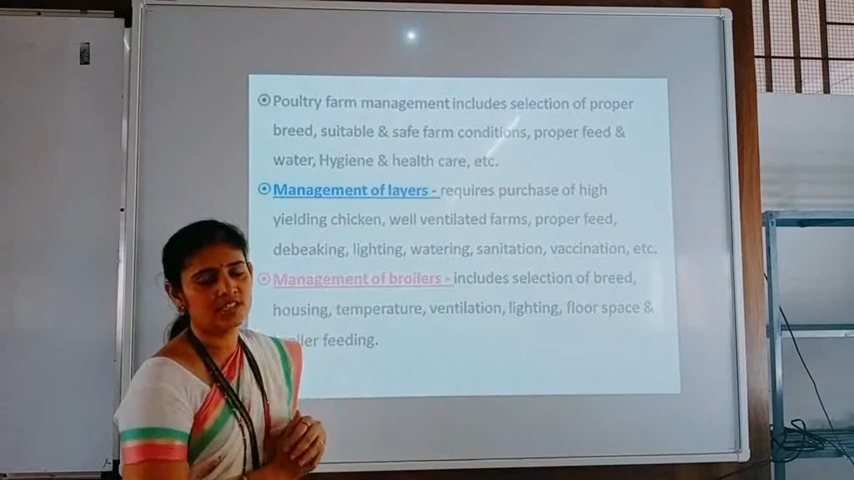 Poultry farm management includes selection of proper
breed, suitable & safe farm conditions, proper feed &
water, Hygiene & health care, etc.
Management of layers - requires purchase of high
yielding chicken, well ventilated farms, proper feed,
debeaking, lighting, watering, sanitation, vaccination, etc.
Management of broilers - includes selection of breed,
housing, temperature, ventilation, lighting, floor space &
feeding.